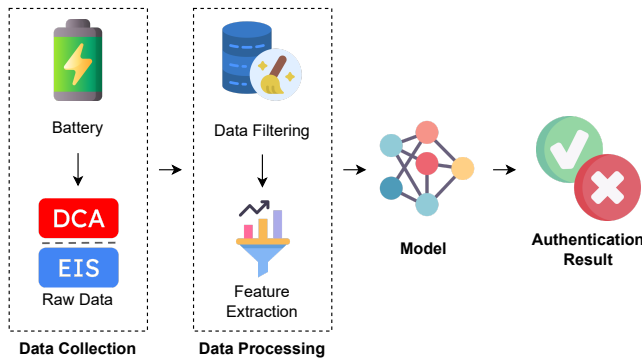 Battery
DCA
EIS
Raw Data
Data Collection
Data Filtering
Feature
Extraction
Data Processing
Model
Authentication
Result